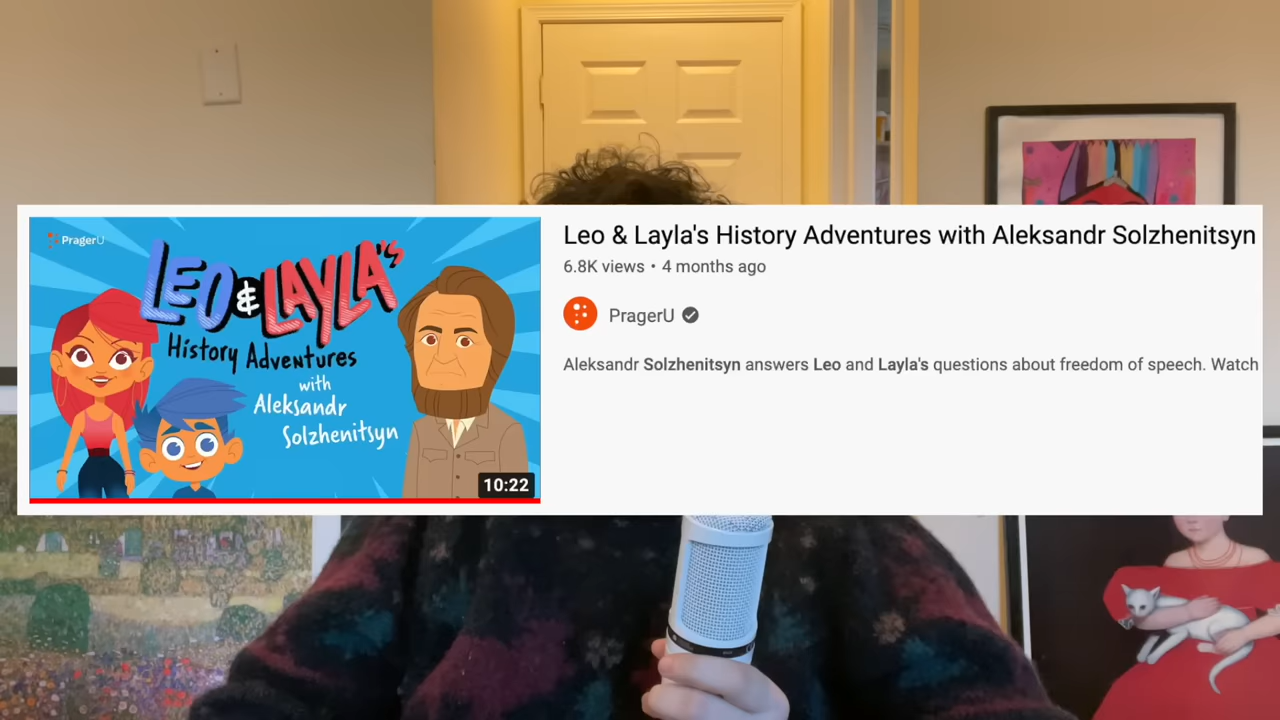 PragerU
LEO & LAYLA's
History Adventures
with
Aleksandr
Solzhenitsyn
10:22
Leo & Layla's History Adventures with Aleksandr Solzhenitsyn
6.8K views • 4 months ago
PragerU
Aleksandr Solzhenitsyn answers Leo and Layla's questions about freedom of speech. Watch